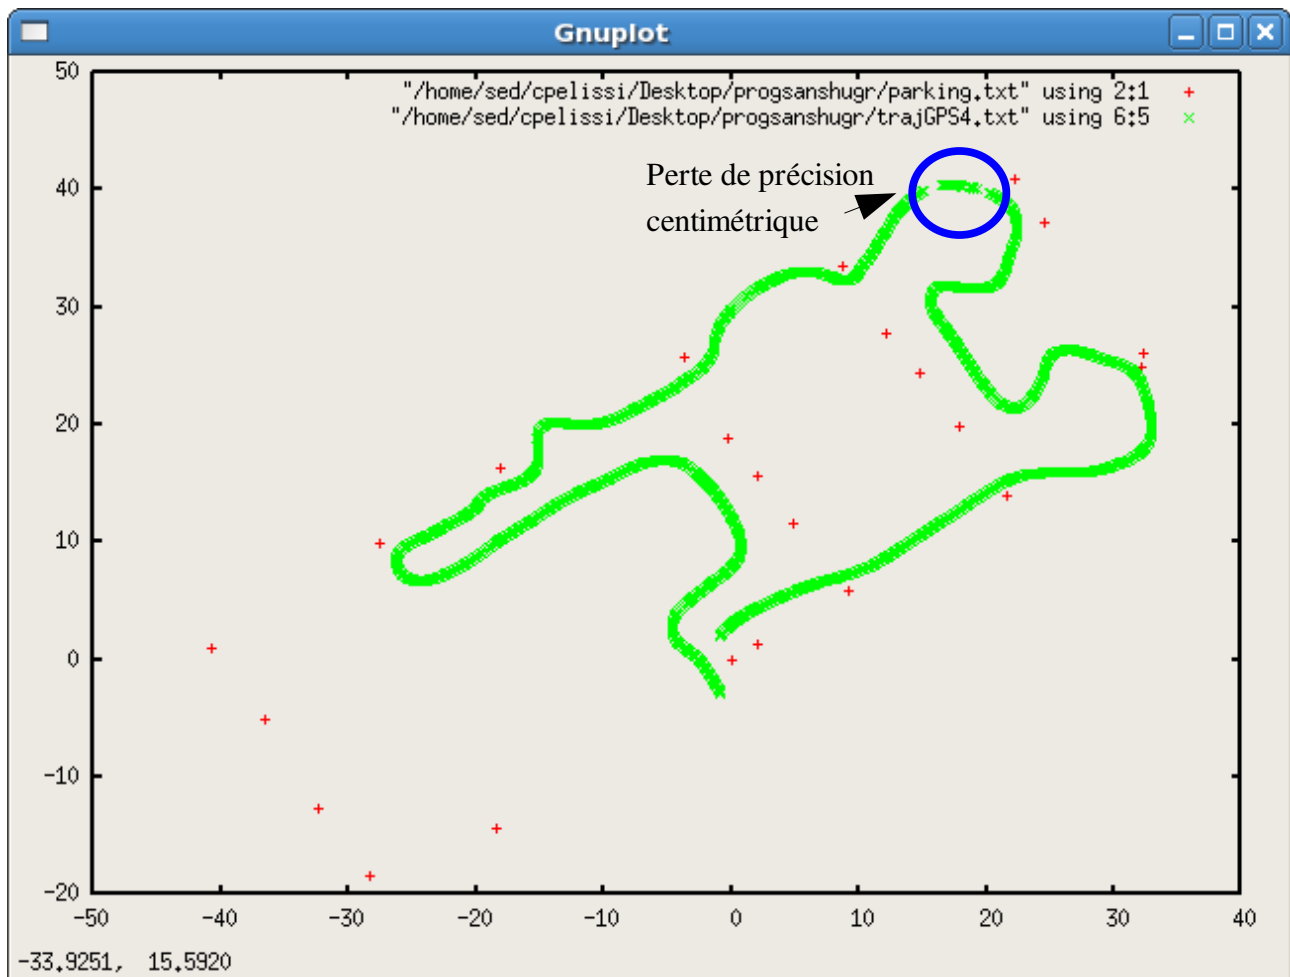 Gnuplot
50
"/home/sed/cpelissi/Desktop/progsanshugr/parking.txt" using 2:1
"/home/sed/cpelissi/Desktop/progsanshugr/trajGPS4.txt" using 6:5
Perte de précision
centimétrique
40
30
20
10
0
-10
-20
-50 -40 -30 -20 -10 0 10 20 30 40
-33.9251, 15.5920